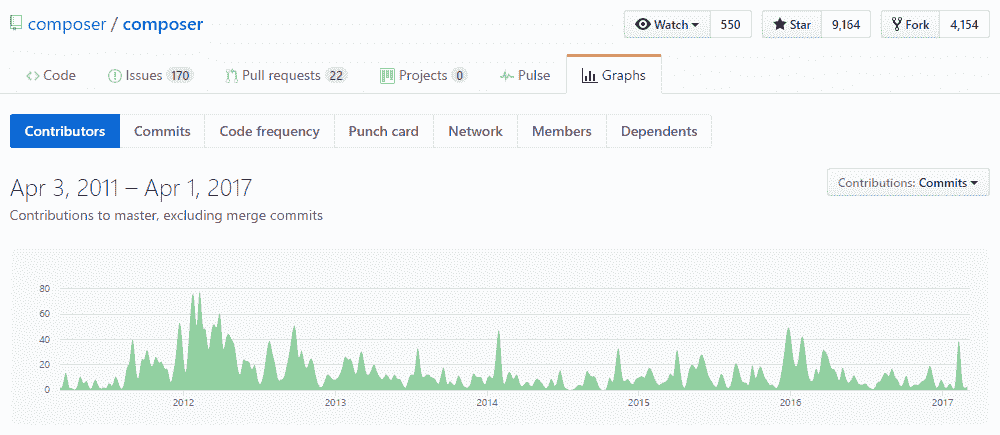 composer / composer
Watch 550 Star 9,164 Fork 4,154
Code Issues 170 Pull requests 22 Projects 0 Pulse Graphs
Contributors Commits Code frequency Punch card Network Members Dependents
Apr 3, 2011 – Apr 1, 2017
Contributions: Commits
Contributions to master, excluding merge commits
80
60
40
20
0
2012 2013 2014 2015 2016 2017